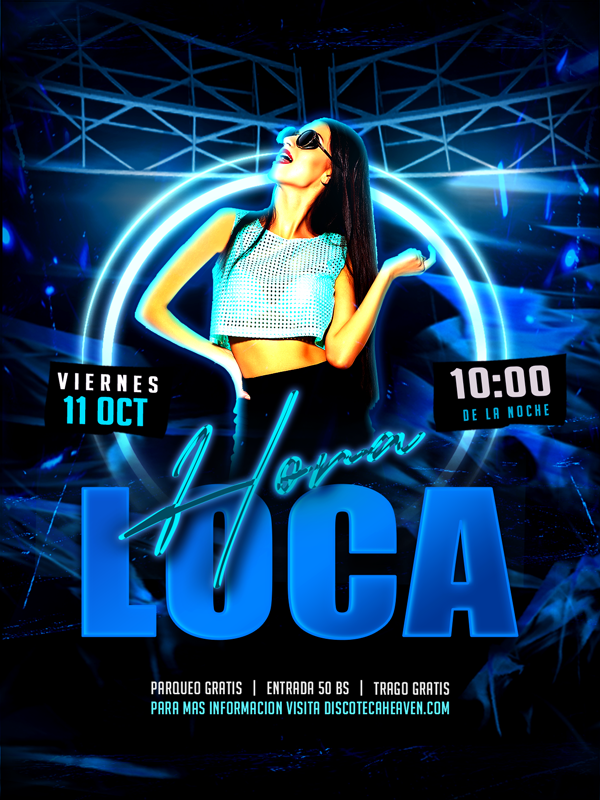 VIERNES
11 OCT
10:00
DE LA NOCHE
Hora
LOCA
PARQUEO GRATIS | ENTRADA 50 BS | TRAGO GRATIS
PARA MAS INFORMACION VISITA DISCOTECAHEAVEN.COM